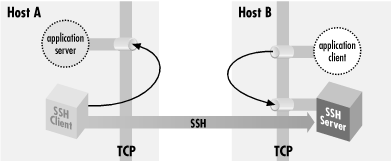 Host A
Host B
application
server
application
client
SSH
Client
SSH
SSH
Server
TCP
TCP